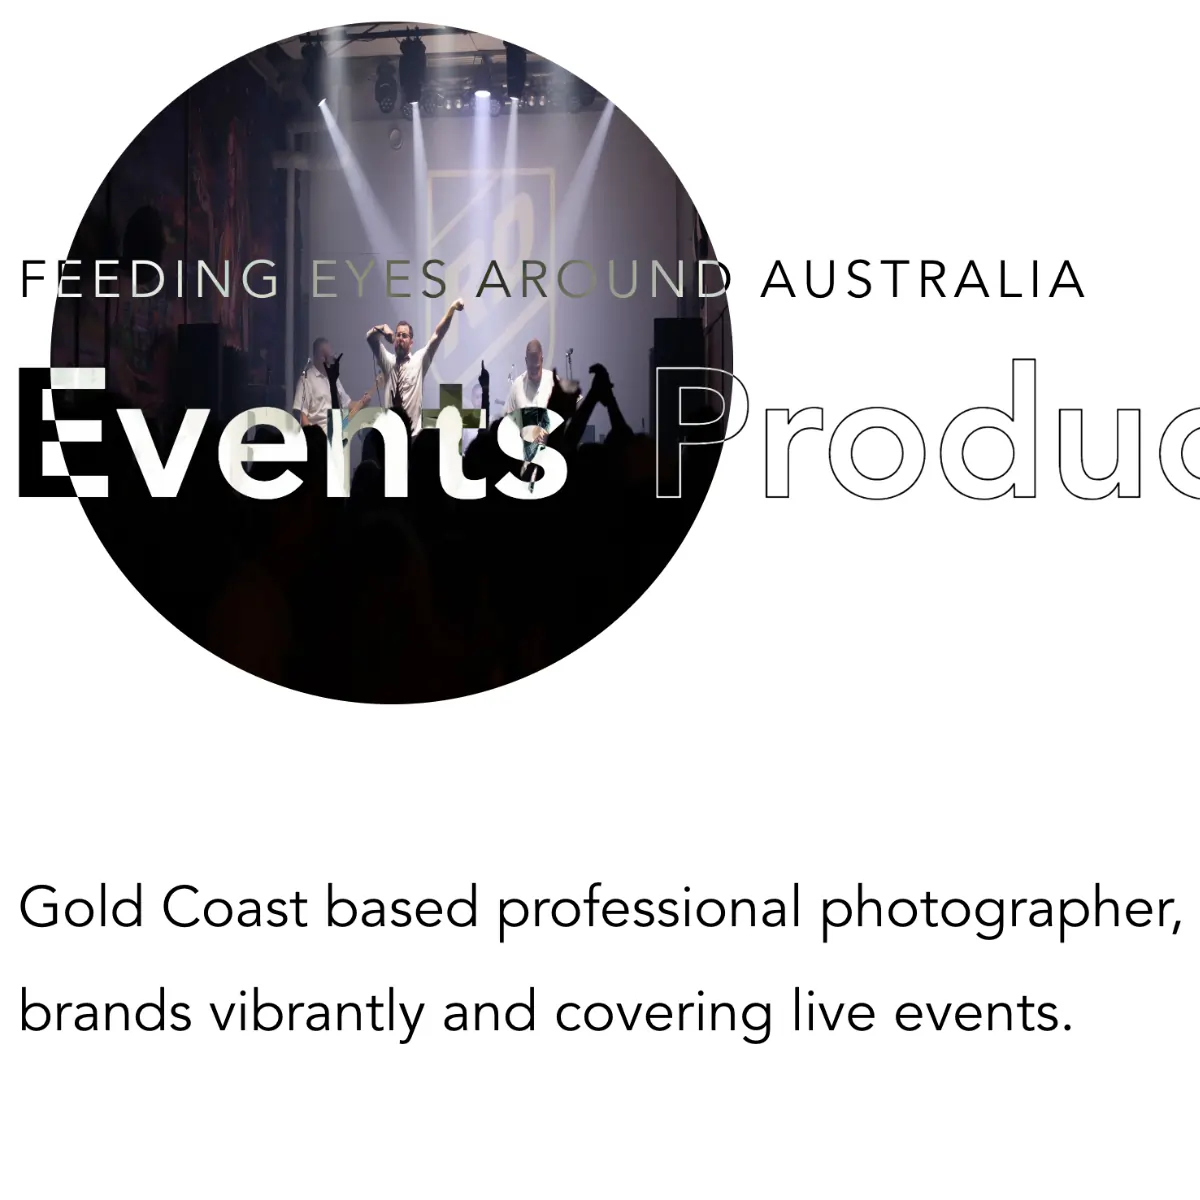 FEEDING EYES AROUND AUSTRALIA
Events Produc
Gold Coast based professional photographer,
brands vibrantly and covering live events.